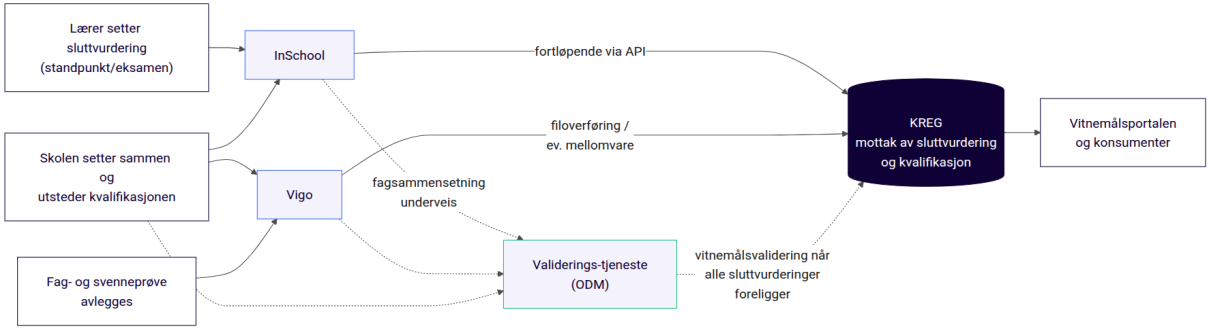 Lærer setter
sluttvurdering
(standpunkt/eksamen)
InSchool
fortløpende via API
KREG
mottak av sluttvurdering
og kvalifikasjon
Vitnemålsportalen
og konsumenter
filoverføring /
ev. mellomvare
Skolen setter sammen
og
utsteder kvalifikasjonen
Vigo
fagsammensetning
underveis
Validerings-tjeneste
(ODM)
vitnemålsvalidering når
alle sluttvurderinger
foreligger
Fag- og svenneprøve
avlegges